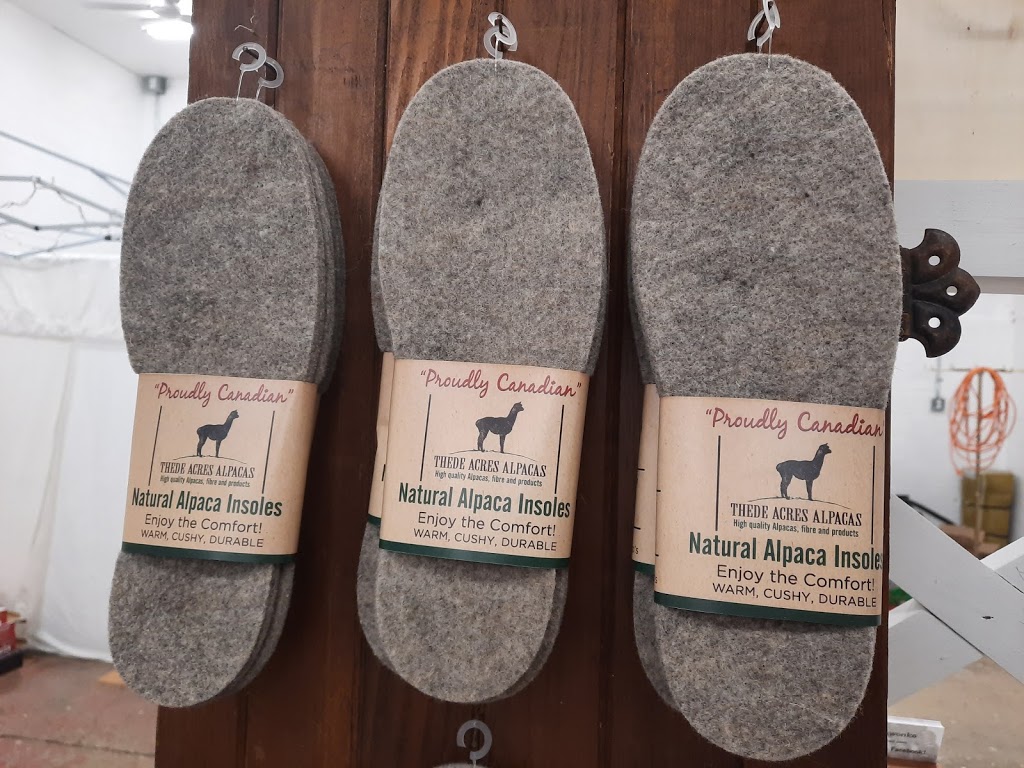 "Proudly Canadian"
THEDE ACRES ALPACAS
High quality Alpacas, fibre and products
Natural Alpaca Insoles
Enjoy the Comfort!
WARM, CUSHY, DURABLE
"Proudly Canadian"
THEDE ACRES ALPACAS
High quality Alpacas, fibre and products
Natural Alpaca Insoles
Enjoy the Comfort!
WARM, CUSHY, DURABLE
"Proudly Canadian
THEDE ACRES ALPACAS
High quality Alpacas, fibre and products
Natural Alpaca Insoles
Enjoy the Comfort!
WARM, CUSHY, DURABLE